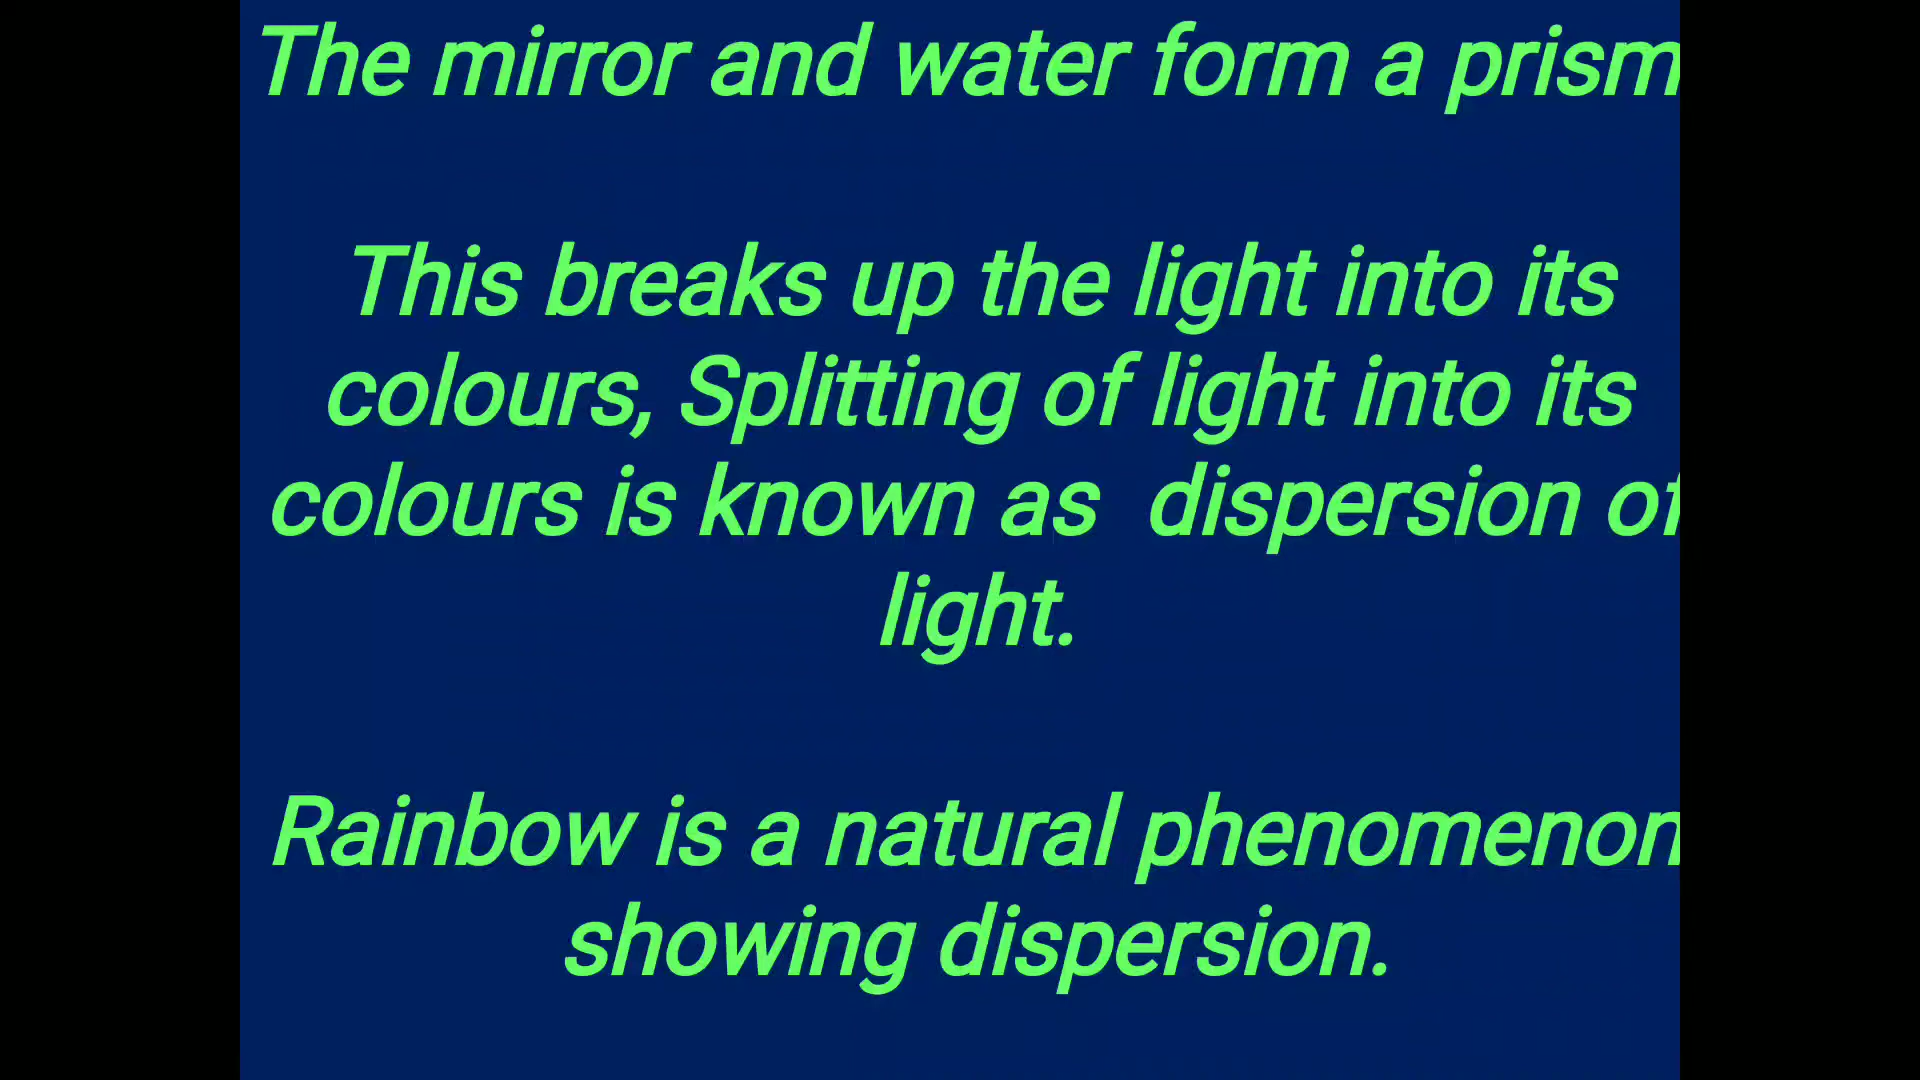 The mirror and water form a prism
This breaks up the light into its
colours, Splitting of light into its
colours is known as  dispersion of
light.
Rainbow is a natural phenomenon
showing dispersion.